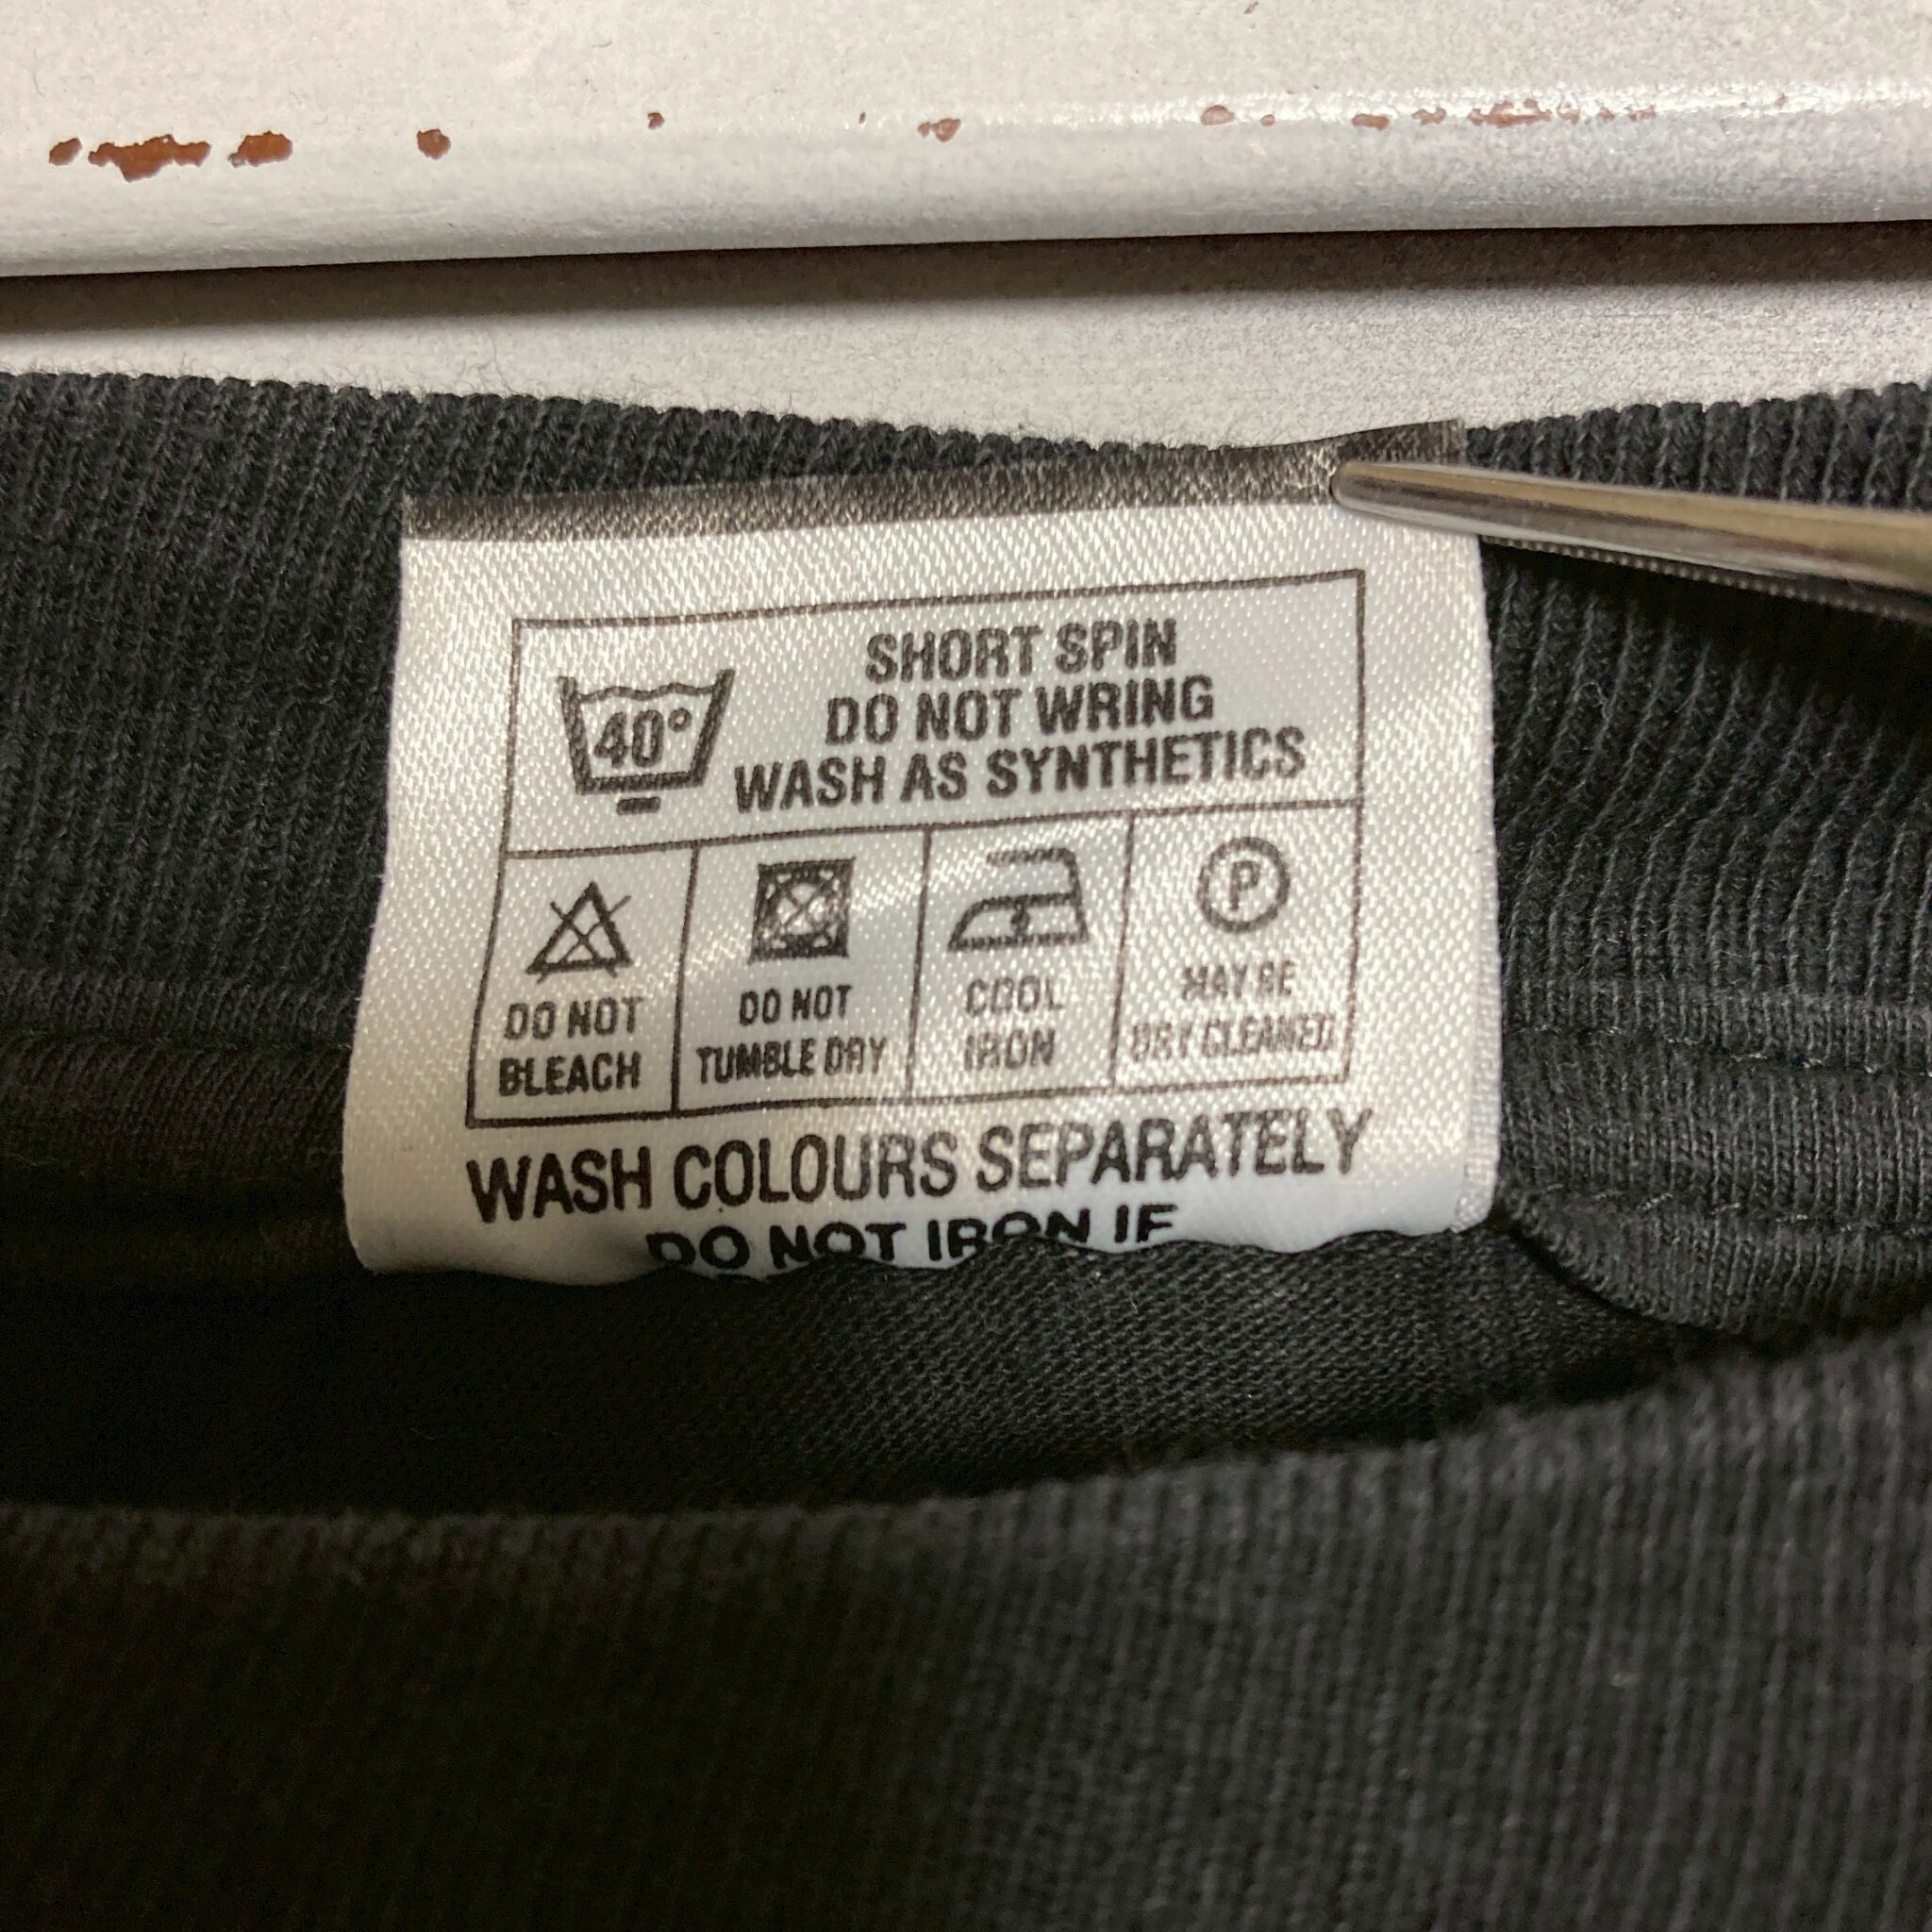 SHORT SPIN
DO NOT WRING
40°
WASH AS SYNTHETICS
DO NOT
BLEACH
DO NOT
TUMBLE DRY
COOL
IRON
P
MAY BE
DRY CLEANED
WASH COLOURS SEPARATELY
DO NOT IRON IF